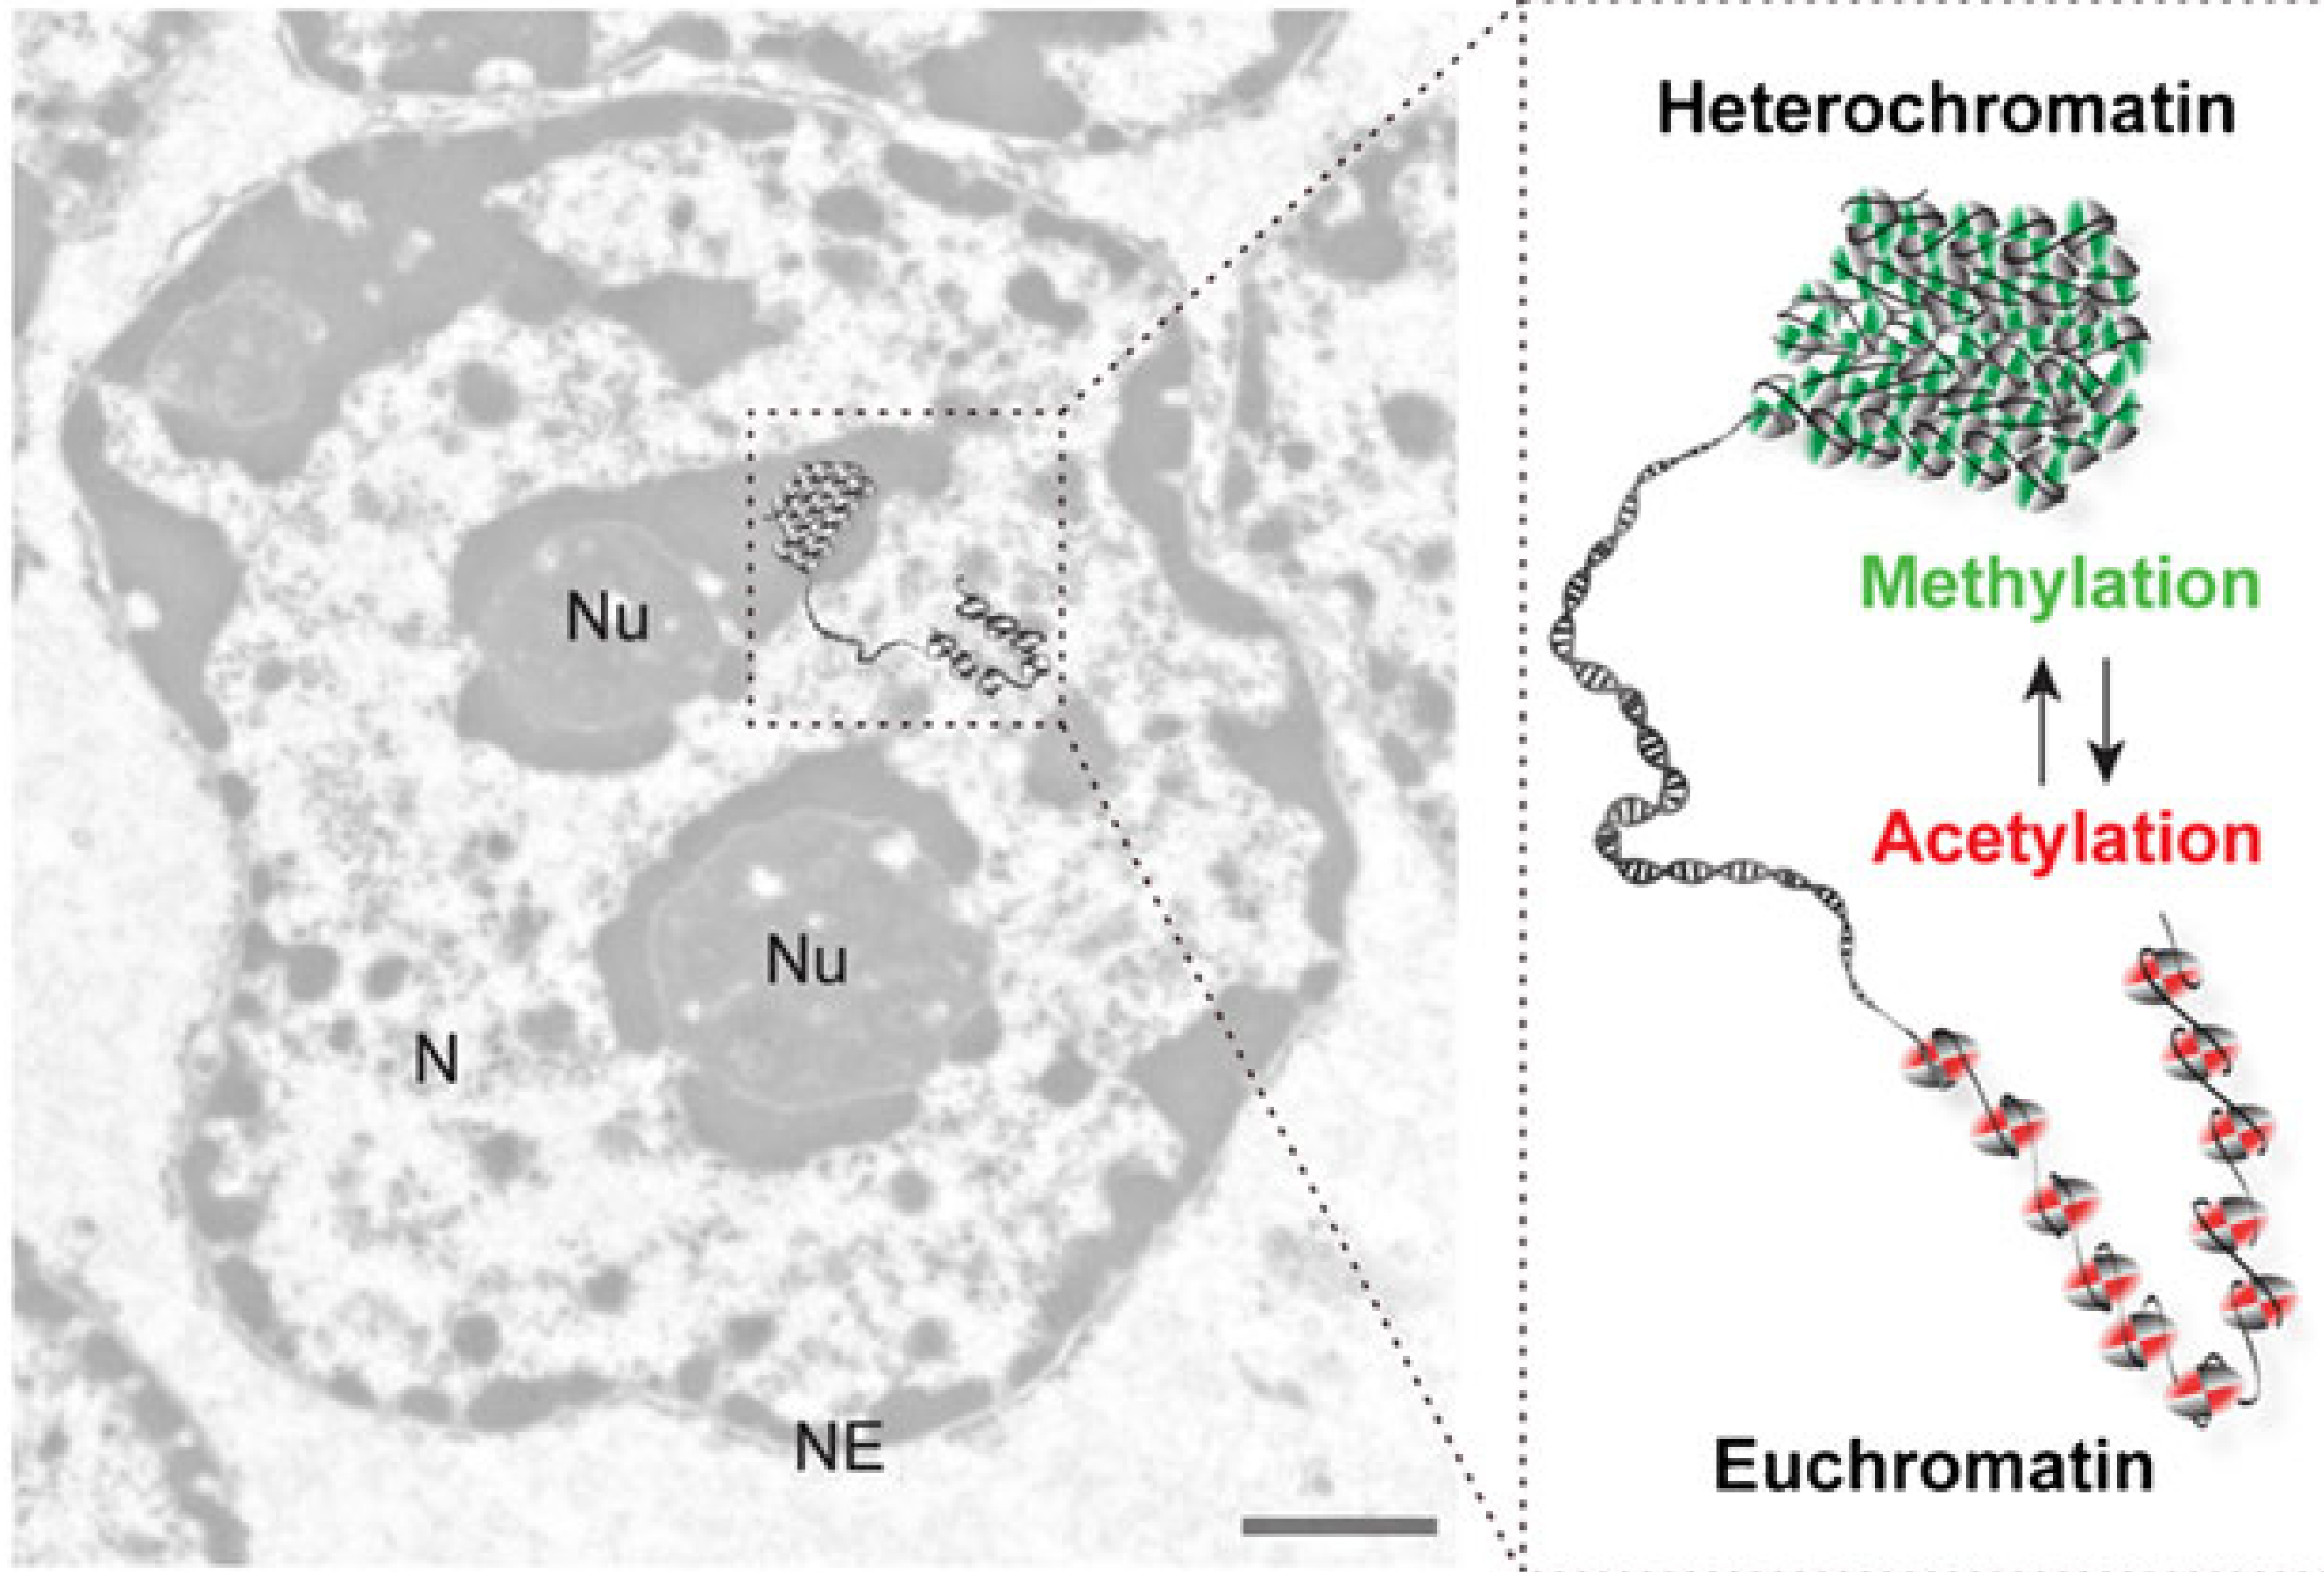 Nu
Nu
N
NE
Heterochromatin
Methylation
Acetylation
Euchromatin